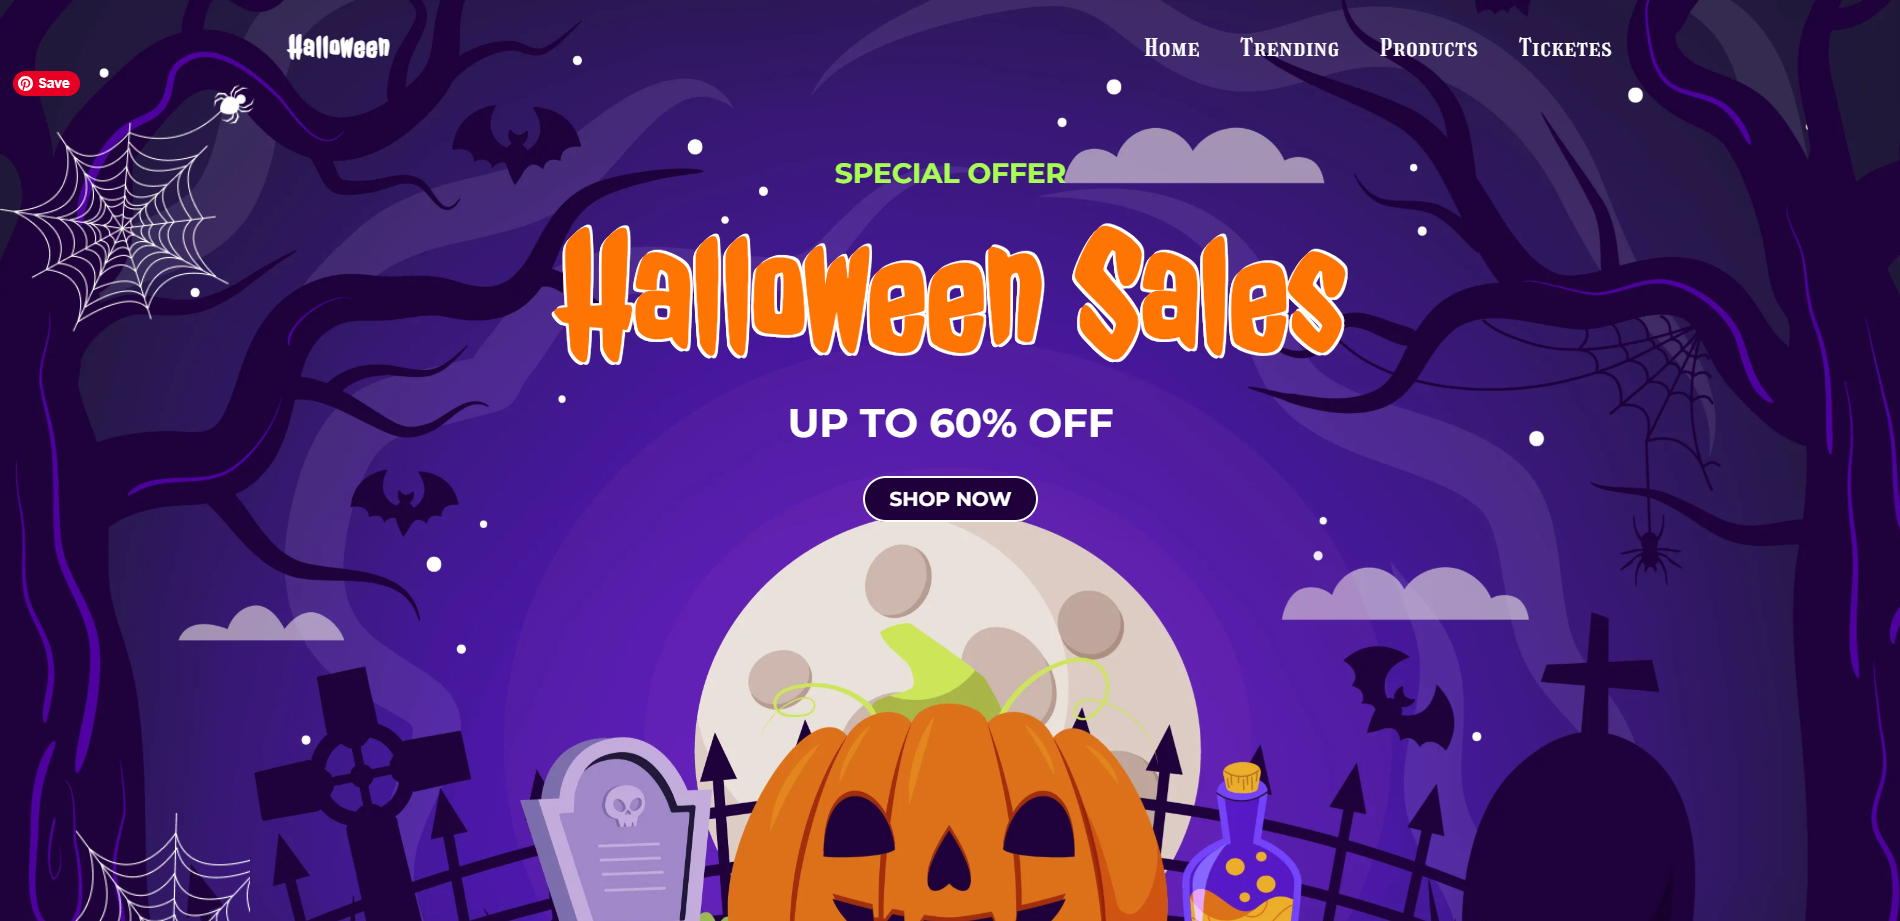 Halloween
Home Trending Products Ticketes
Save
SPECIAL OFFER
Halloween Sales
UP TO 60% OFF
SHOP NOW